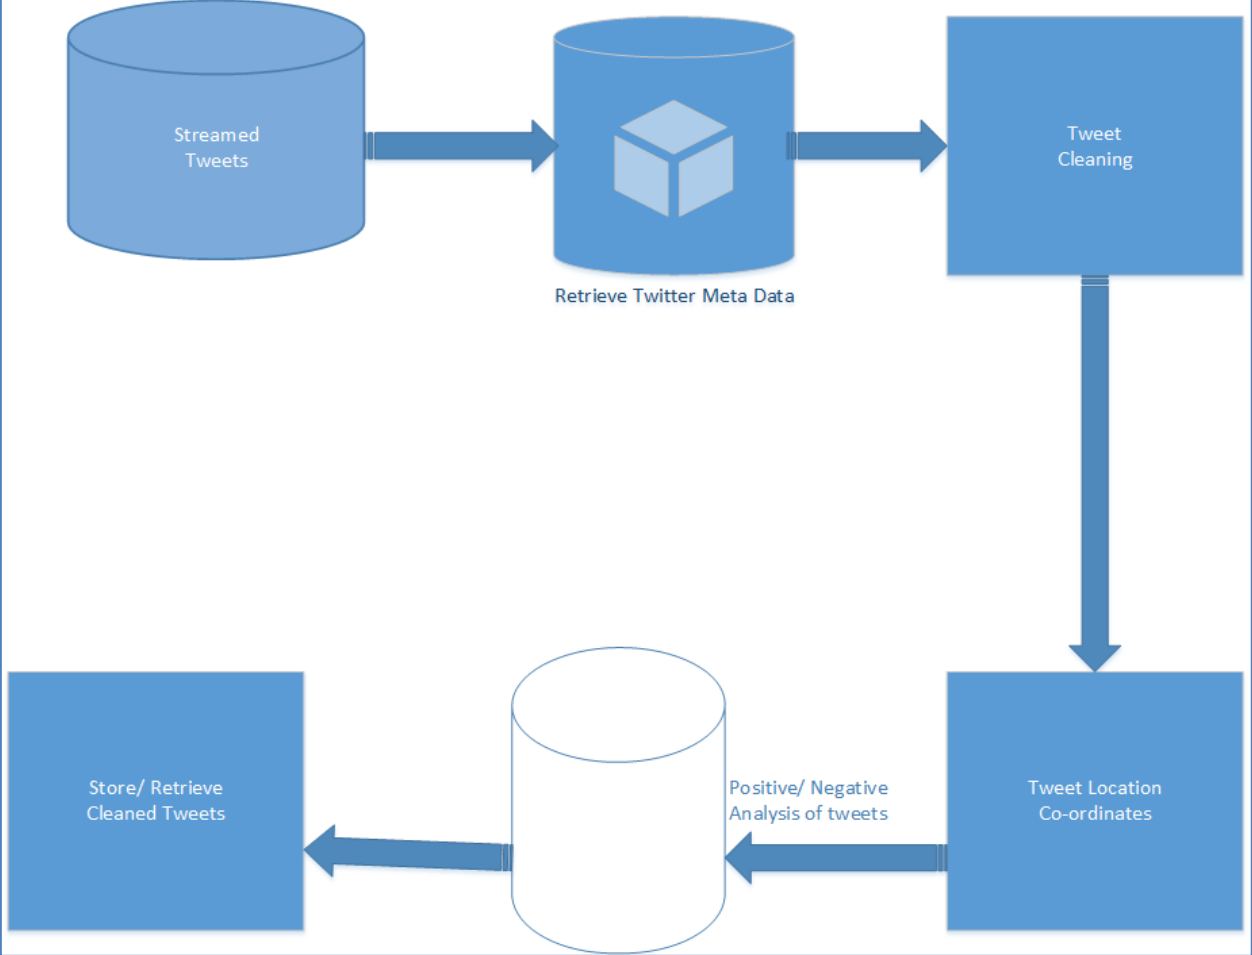 Streamed
Tweets
Tweet
Cleaning
Retrieve Twitter Meta Data
Store/ Retrieve
Cleaned Tweets
Positive/ Negative
Analysis of tweets
Tweet Location
Co-ordinates